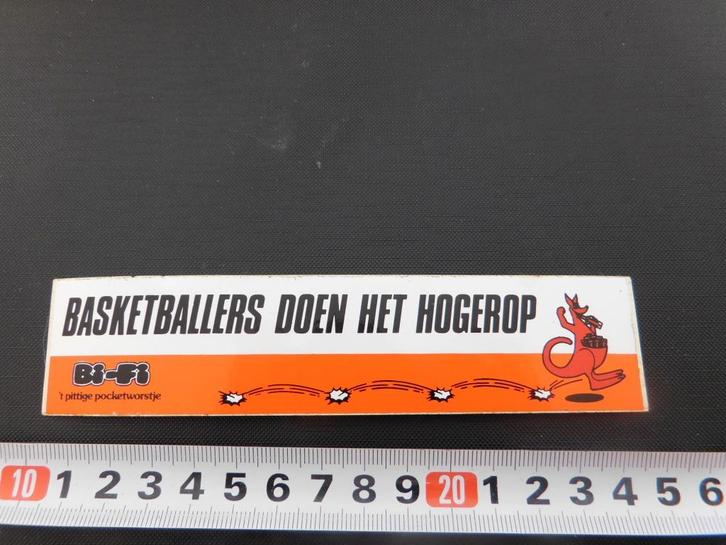 BASKETBALLERS DOEN HET HOGEROP
Bi-Fi
't pittige pocketworstje
10 1 2 3 4 5 6 7 8 9 20 1 2 3 4 5 6